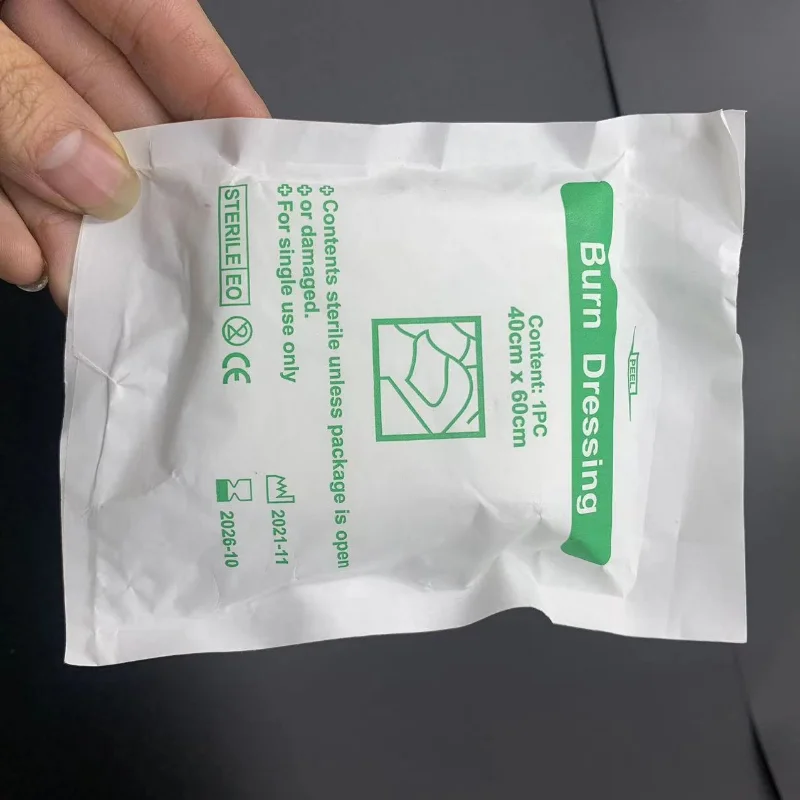 PEEL
Burn Dressing
Content: 1PC
40cm x 60cm
Contents sterile unless package is open
or damaged.
For single use only
2021-11
STERILE EO
2
CE
2026-10